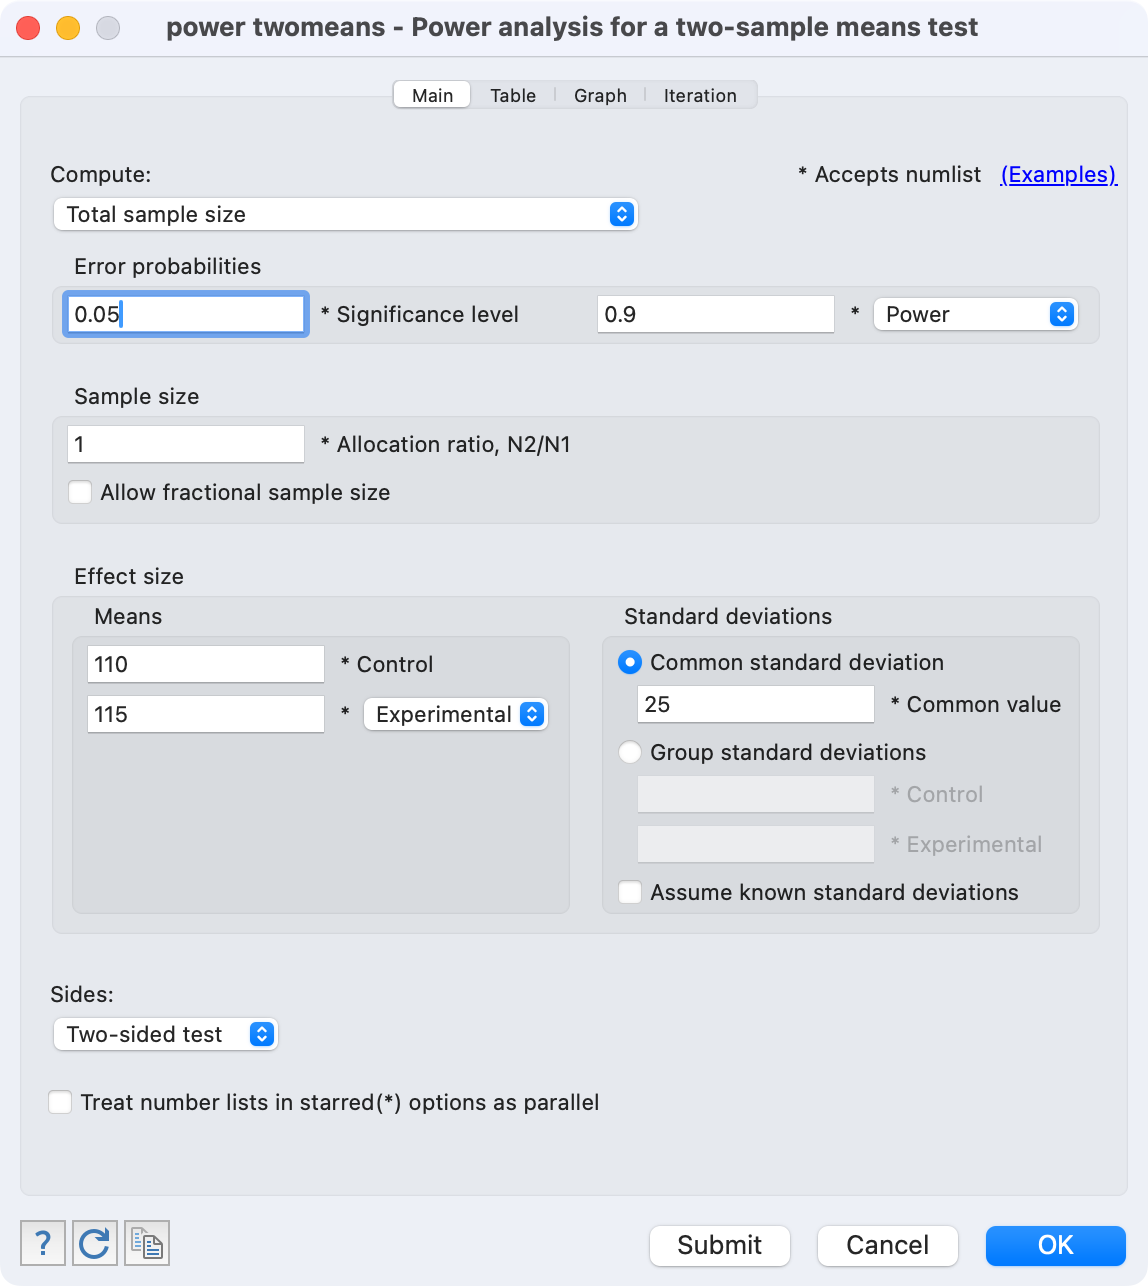 power twomeans - Power analysis for a two-sample means test
Main Table Graph Iteration
Compute: * Accepts numlist (Examples)
Total sample size
Error probabilities
0.05 * Significance level 0.9 * Power
Sample size
1 * Allocation ratio, N2/N1
Allow fractional sample size
Effect size
Means
110 * Control
115 * Experimental
Standard deviations
Common standard deviation
25 * Common value
Group standard deviations
* Control
* Experimental
Assume known standard deviations
Sides:
Two-sided test
Treat number lists in starred(*) options as parallel
? Submit Cancel OK